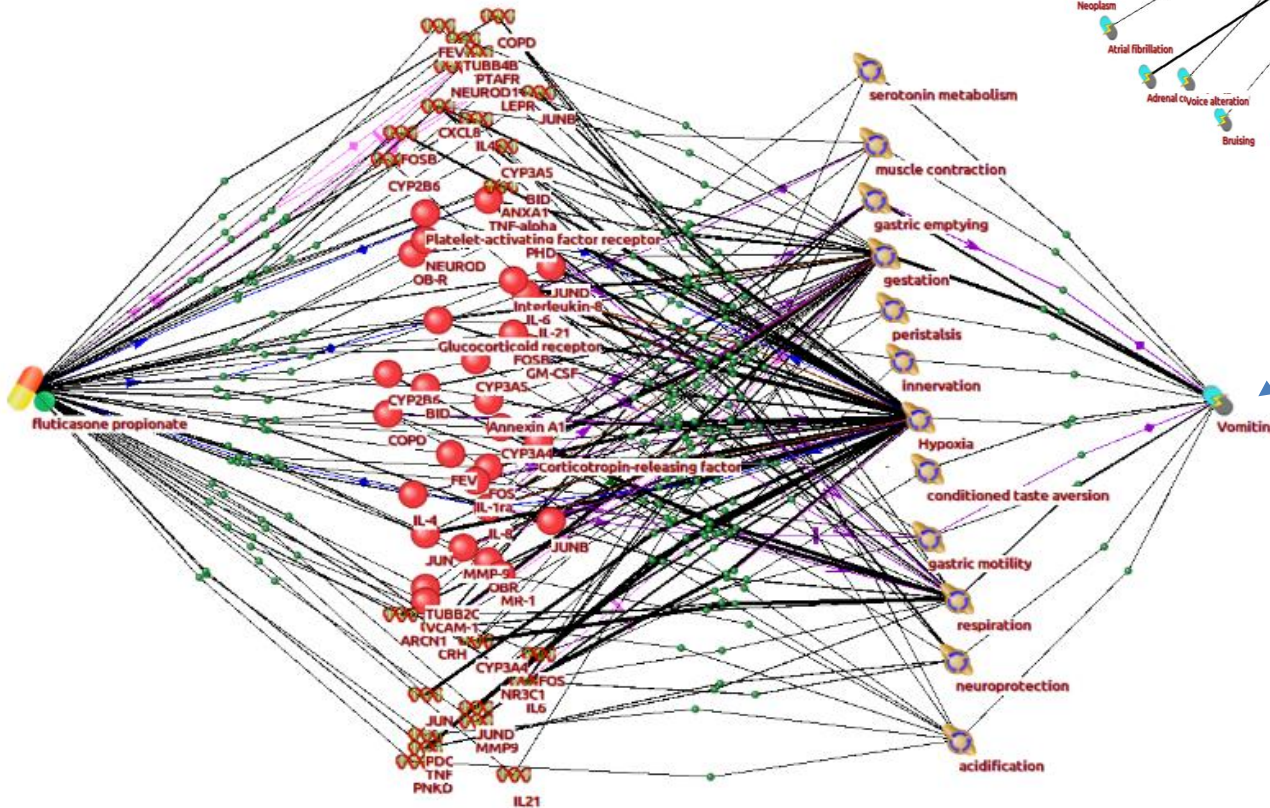 Neoplasm
Atrial fibrillation
Voice alteration
Bruising
COPD
FEV
TUBB4B
PTAFR
NEUROD1
LEPR
JUNB
CXCL8
IL4
FOSB
CYP3A5
CYP2B6
BID
ANXA1
TNF-alpha
Platelet-activating factor receptor
PHD
NEUROD
OB-R
JUND
Interleukin-8
IL-6
IL-21
Glucocorticoid receptor
FOSB
GM-CSF
CYP3A5
CYP2B6
BID
Annexin A1
COPD
CYP3A4
Corticotropin-releasing factor
FEV
FOS
IL-1ra
IL-4
IL-8
JUNB
JUN
MMP-9
OBR
MR-1
TUBB2C
VCAM-1
ARCN1
CRH
CYP3A4
FOS
NR3C1
IL6
JUN
JUND
MMP9
PDC
TNF
PNKD
IL21
fluticasone propionate
serotonin metabolism
muscle contraction
gastric emptying
gestation
peristalsis
innervation
Hypoxia
conditioned taste aversion
gastric motility
respiration
neuroprotection
acidification
Vomitin